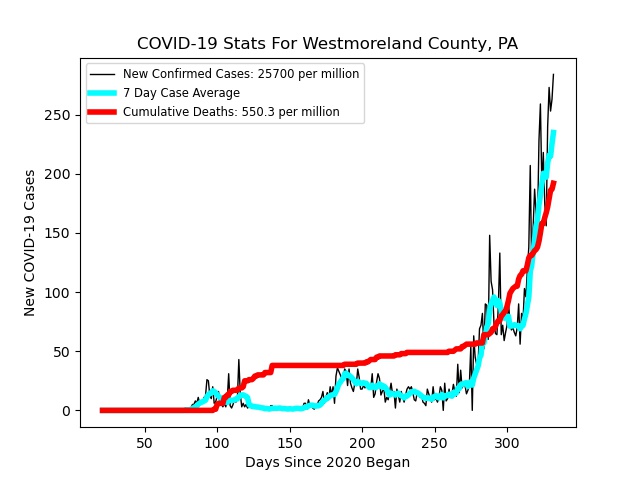 COVID-19 Stats For Westmoreland County, PA
New Confirmed Cases: 25700 per million
7 Day Case Average
Cumulative Deaths: 550.3 per million
New COVID-19 Cases
250
200
150
100
50
0
50 100 150 200 250 300
Days Since 2020 Began